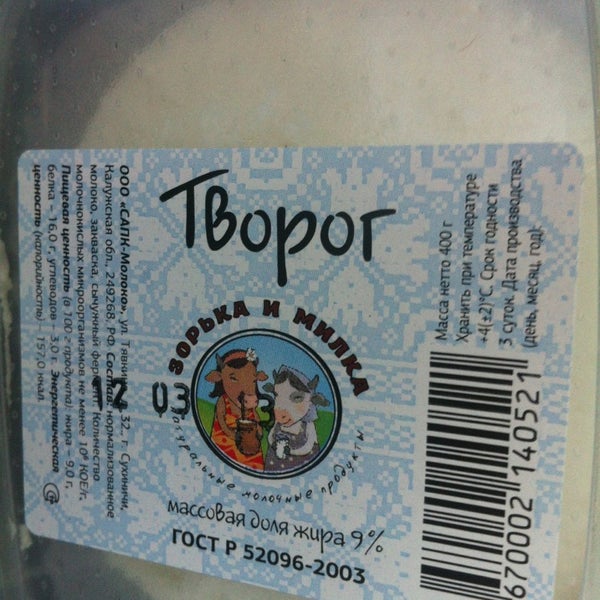 Творог
ЗОРЬКА И МИЛКА
натуральные молочные продукты
массовая доля жира 9%
ГОСТ Р 52096-2003
ООО «САПК-Молоко», ул. 32., г. Сухиничи,
Калужская обл., 249268, РФ. Состав: нормализованное
молоко, закваска, сычужный фермент. Количество
молочнокислых микроорганизмов не менее 10⁶ КОЕ/г.
Пищевая ценность (в 100 г продукта): жира – 9,0 г,
белка – 16,0 г, углеводов – 3,0 г. Энергетическая
ценность (калорийность) – 157,0 ккал.
03
Масса нетто 400 г
Хранить при температуре
+4(±2)°С. Срок годности
3 суток. Дата производства
(день, месяц, год):
670002 140521